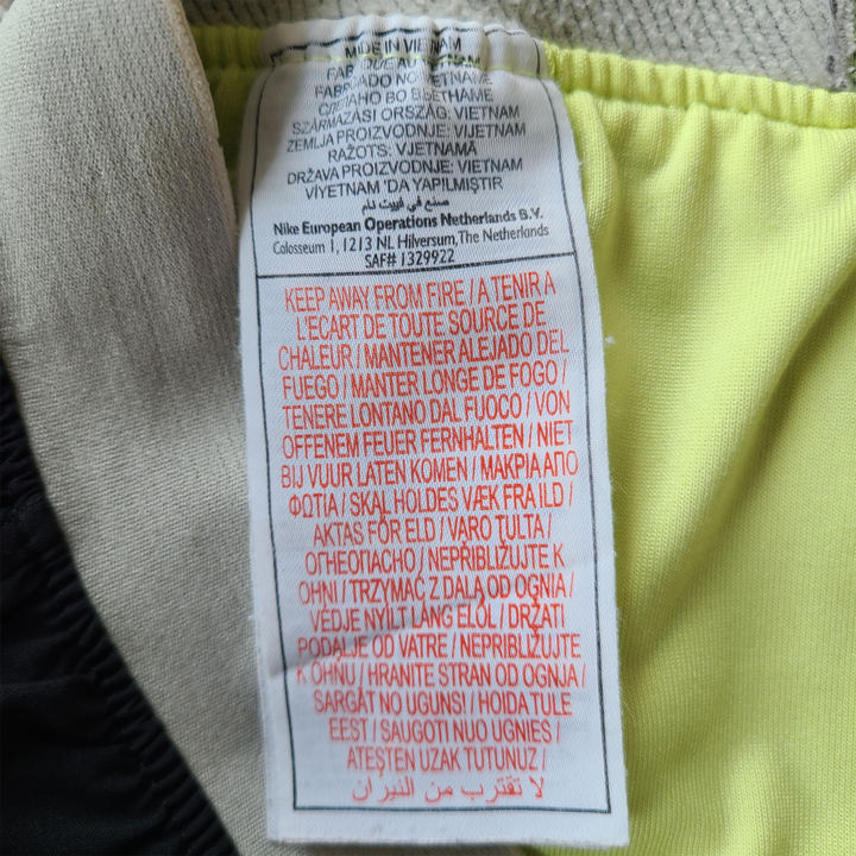 MADE IN VIETNAM
FABRIQUE AU VIETNAM
FABRICADO NO VIETNAME
СДЕЛАНО ВО ВЬЕТНАМЕ
SZÁRMAZÁSI ORSZÁG: VIETNAM
ZEMLJA PROIZVODNJE: VIJETNAM
RAŽOTS: VJETNAMĀ
DRŽAVA PROIZVODNJE: VIETNAM
VİYETNAM 'DA YAPILMIŞTIR
صنع في فييت نام
Nike European Operations Netherlands B.V.
Colosseum 1, 1213 NL Hilversum, The Netherlands
SAF# 1329922
KEEP AWAY FROM FIRE / A TENIR A
L'ECART DE TOUTE SOURCE DE
CHALEUR / MANTENER ALEJADO DEL
FUEGO / MANTER LONGE DE FOGO /
TENERE LONTANO DAL FUOCO / VON
OFFENEM FEUER FERNHALTEN / NIET
BIJ VUUR LATEN KOMEN / ΜΑΚΡΙΑ ΑΠΟ
ΦΩΤΙΑ / SKAL HOLDES VÆK FRA ILD /
AKTAS FÖR ELD / VARO TULTA /
ОГНЕОПАСНО / NEPŘIBLIŽUJTE K
OHNI / TRZYMAĆ Z DALA OD OGNIA /
VÉDJE NYÍLT LÁNG ELŐL / DRŽATI
PODALJE OD VATRE / NEPRIBLIŽUJTE
K OHŇU / HRANITE STRAN OD OGNJA /
SARGĀT NO UGUNS! / HOIDA TULE
EEST / SAUGOTI NUO UGNIES /
ATEŞTEN UZAK TUTUNUZ /
لا تقترب من النيران